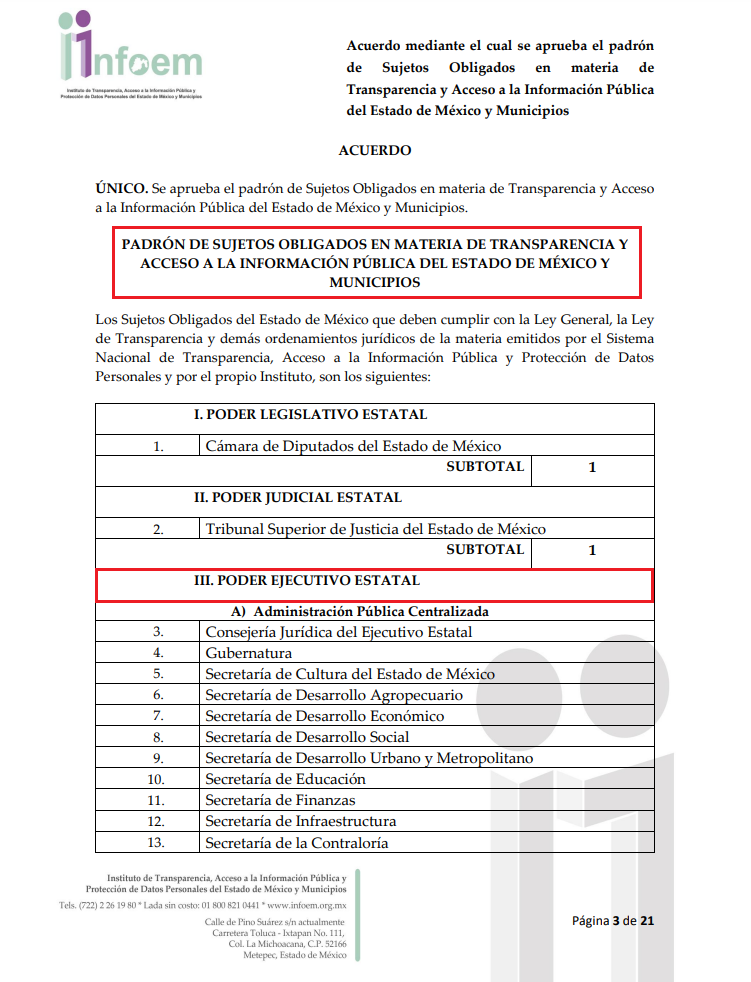 infoem
Instituto de Transparencia, Acceso a la Información Pública y
Protección de Datos Personales del Estado de México y Municipios
Acuerdo mediante el cual se aprueba el padrón
de Sujetos Obligados en materia de
Transparencia y Acceso a la Información Pública
del Estado de México y Municipios
ACUERDO
ÚNICO. Se aprueba el padrón de Sujetos Obligados en materia de Transparencia y Acceso
a la Información Pública del Estado de México y Municipios.
PADRÓN DE SUJETOS OBLIGADOS EN MATERIA DE TRANSPARENCIA Y
ACCESO A LA INFORMACIÓN PÚBLICA DEL ESTADO DE MÉXICO Y
MUNICIPIOS
Los Sujetos Obligados del Estado de México que deben cumplir con la Ley General, la Ley
de Transparencia y demás ordenamientos jurídicos de la materia emitidos por el Sistema
Nacional de Transparencia, Acceso a la Información Pública y Protección de Datos
Personales y por el propio Instituto, son los siguientes:
I. PODER LEGISLATIVO ESTATAL
1. Cámara de Diputados del Estado de México
SUBTOTAL 1
II. PODER JUDICIAL ESTATAL
2. Tribunal Superior de Justicia del Estado de México
SUBTOTAL 1
III. PODER EJECUTIVO ESTATAL
A) Administración Pública Centralizada
3. Consejería Jurídica del Ejecutivo Estatal
4. Gubernatura
5. Secretaría de Cultura del Estado de México
6. Secretaría de Desarrollo Agropecuario
7. Secretaría de Desarrollo Económico
8. Secretaría de Desarrollo Social
9. Secretaría de Desarrollo Urbano y Metropolitano
10. Secretaría de Educación
11. Secretaría de Finanzas
12. Secretaría de Infraestructura
13. Secretaría de la Contraloría
Instituto de Transparencia, Acceso a la Información Pública y
Protección de Datos Personales del Estado de México y Municipios
Tels. (722) 2 26 19 80 * Lada sin costo: 01 800 821 0441 * www.infoem.org.mx
Calle de Pino Suárez s/n actualmente
Carretera Toluca - Ixtapan No. 111,
Col. La Michoacana, C.P. 52166
Metepec, Estado de México
Página 3 de 21